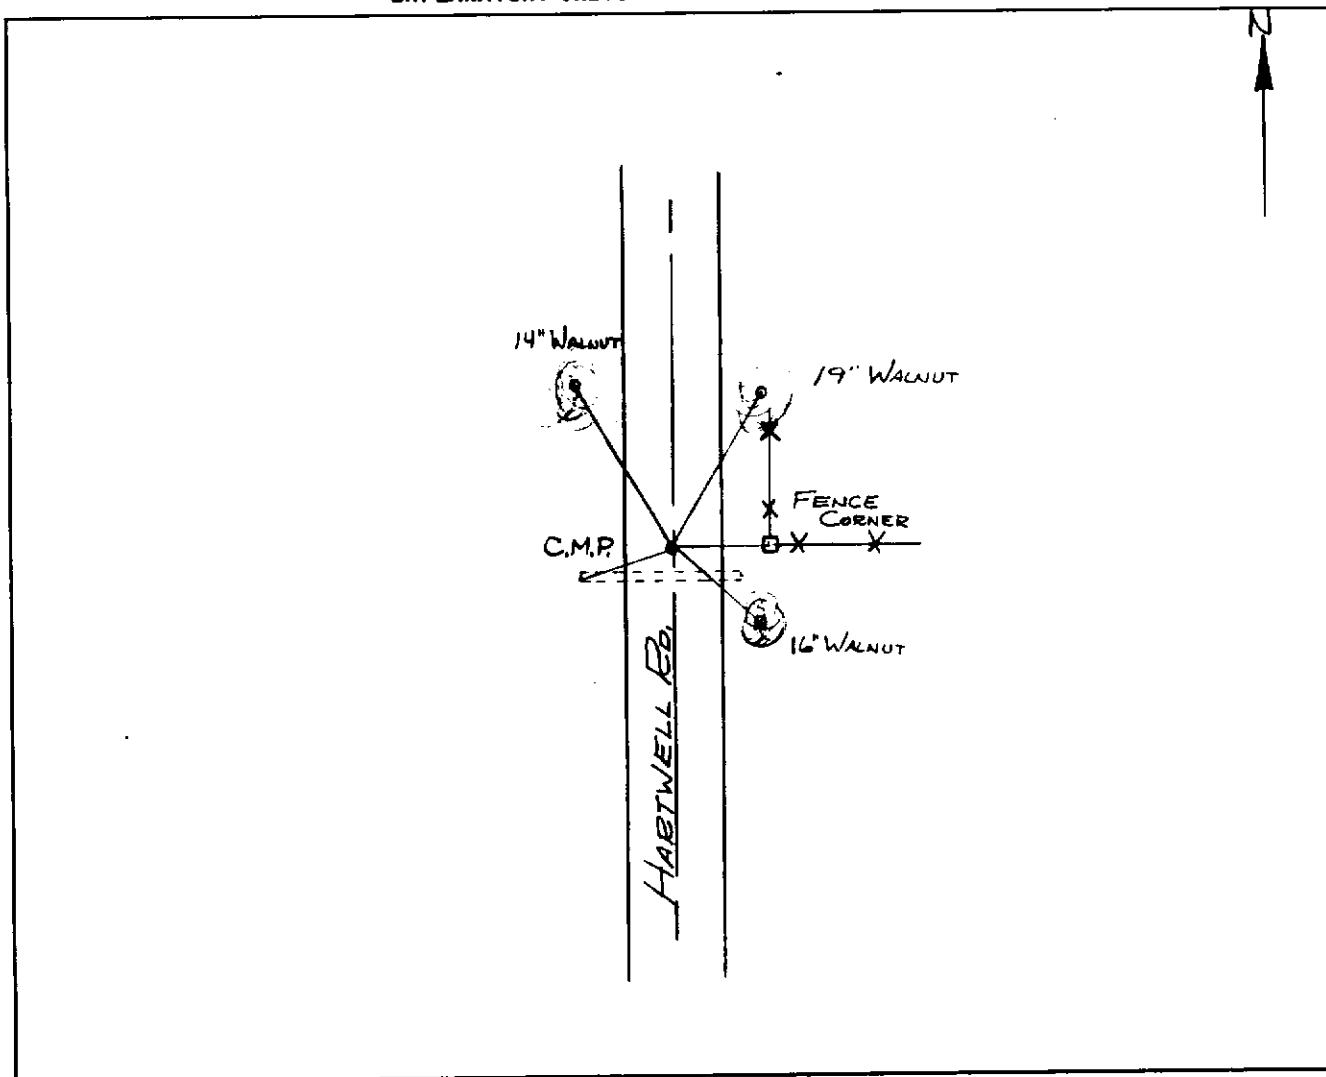 N
14" WALNUT
19" WALNUT
FENCE
CORNER
C.M.P.
16" WALNUT
HARTWELL RD.